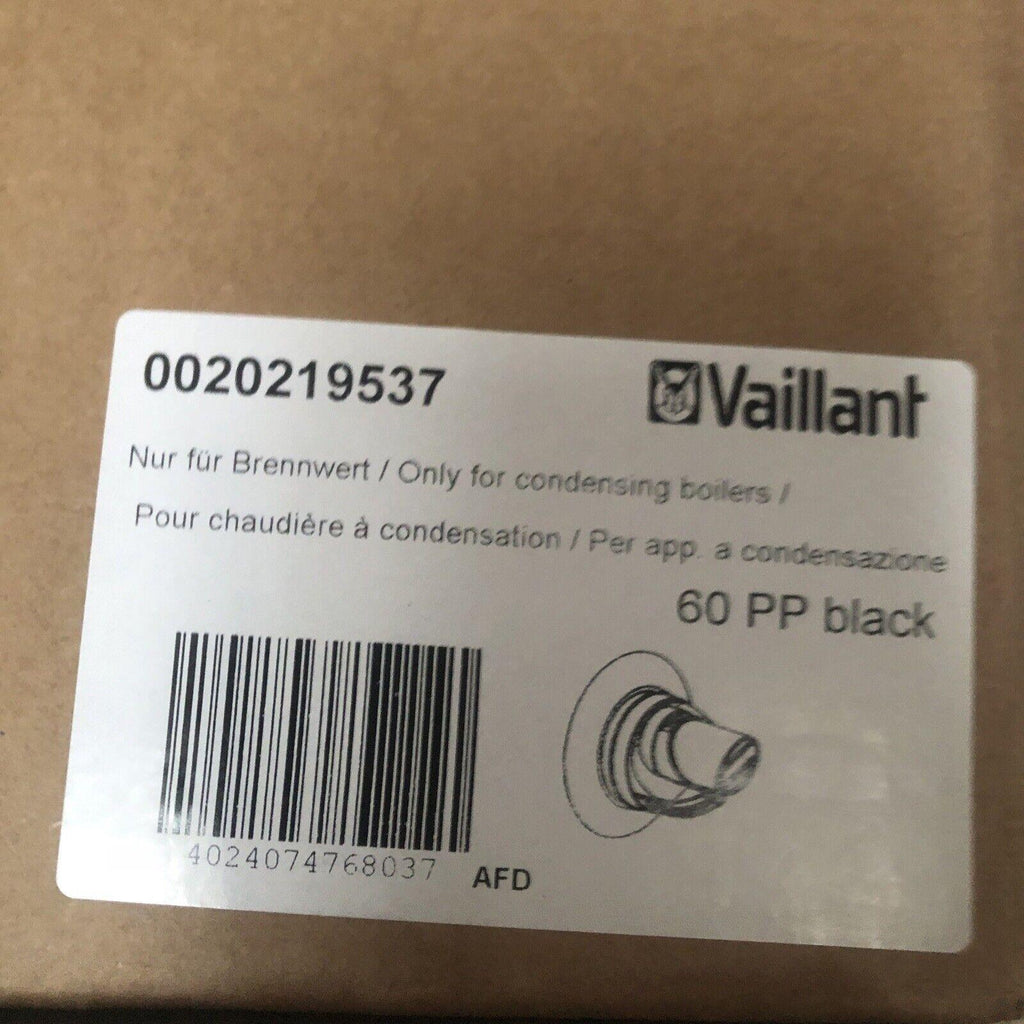 0020219537
Vaillant
Nur für Brennwert / Only for condensing boilers /
Pour chaudière à condensation / Per app. a condensazione
60 PP black
4024074768037
AFD